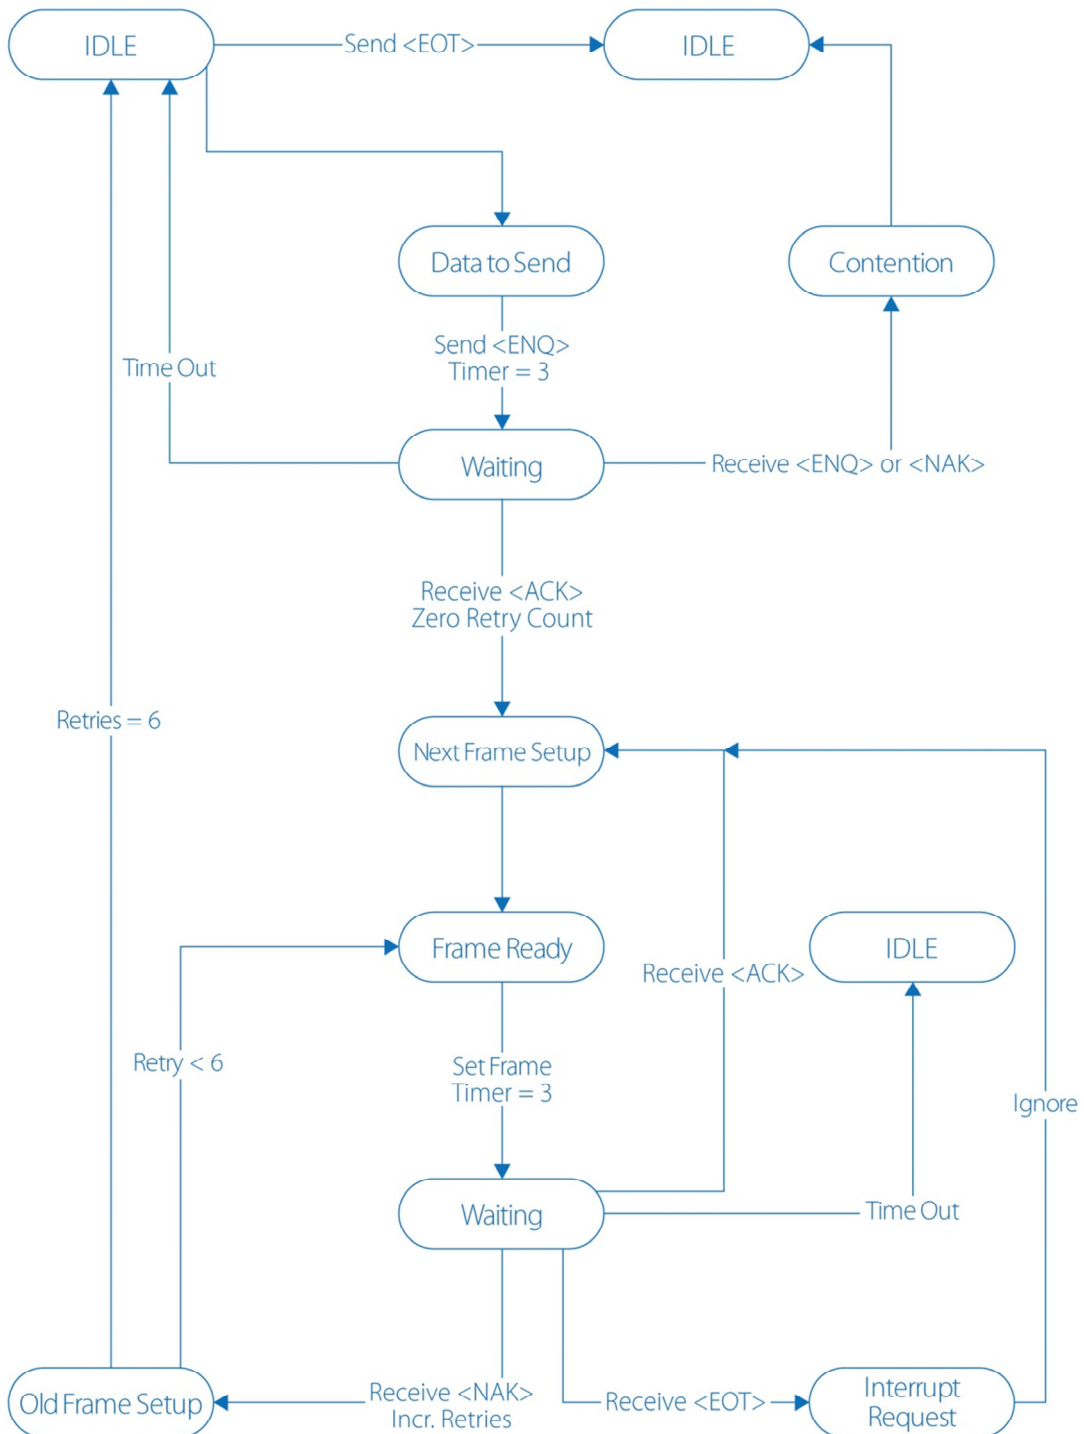 IDLE
Send <EOT>
IDLE
Data to Send
Contention
Send <ENQ>
Timer = 3
Time Out
Waiting
Receive <ENQ> or <NAK>
Receive <ACK>
Zero Retry Count
Retries = 6
Next Frame Setup
Frame Ready
IDLE
Receive <ACK>
Retry < 6
Set Frame
Timer = 3
Ignore
Waiting
Time Out
Old Frame Setup
Receive <NAK>
Incr. Retries
Receive <EOT>
Interrupt
Request